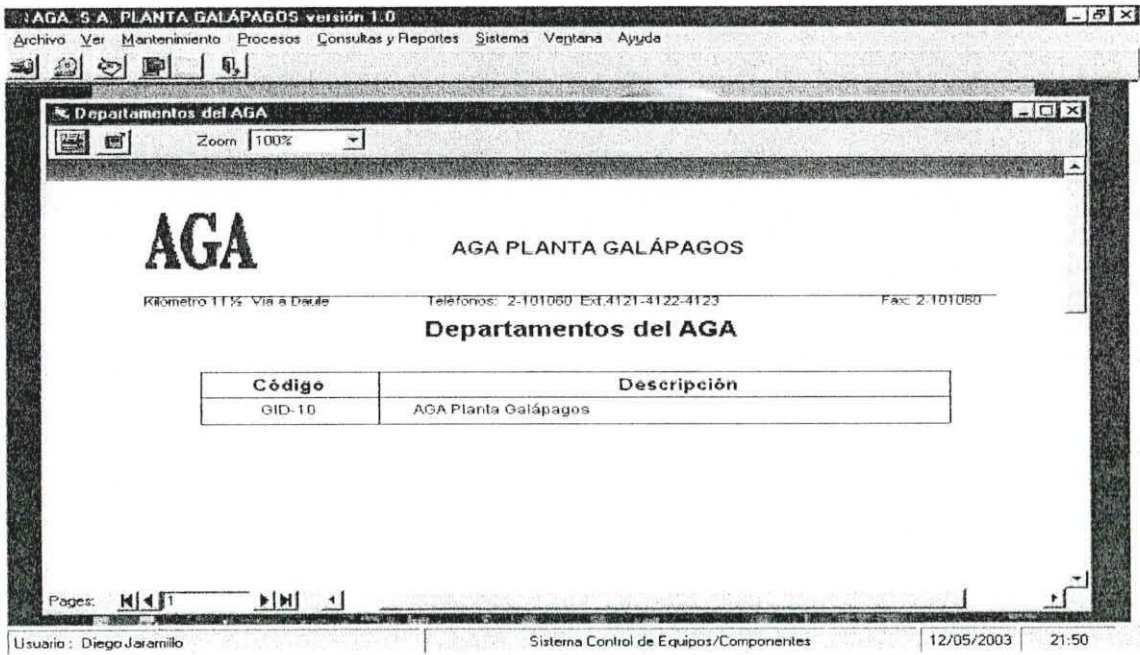 AGA. S.A. PLANTA GALÁPAGOS versión 1.0
Archivo Ver Mantenimiento Procesos Consultas y Reportes Sistema Ventana Ayuda
Departamentos del AGA
Zoom 100%
AGA
AGA PLANTA GALÁPAGOS
Kilómetro 11 ½ Via a Daule Teléfonos: 2-101060 Ext.4121-4122-4123 Fax: 2-101060
Departamentos del AGA
Código Descripción
GID-10 AGA Planta Galápagos
Pages: 1
Usuario : Diego Jaramillo Sistema Control de Equipos/Componentes 12/05/2003 21:50